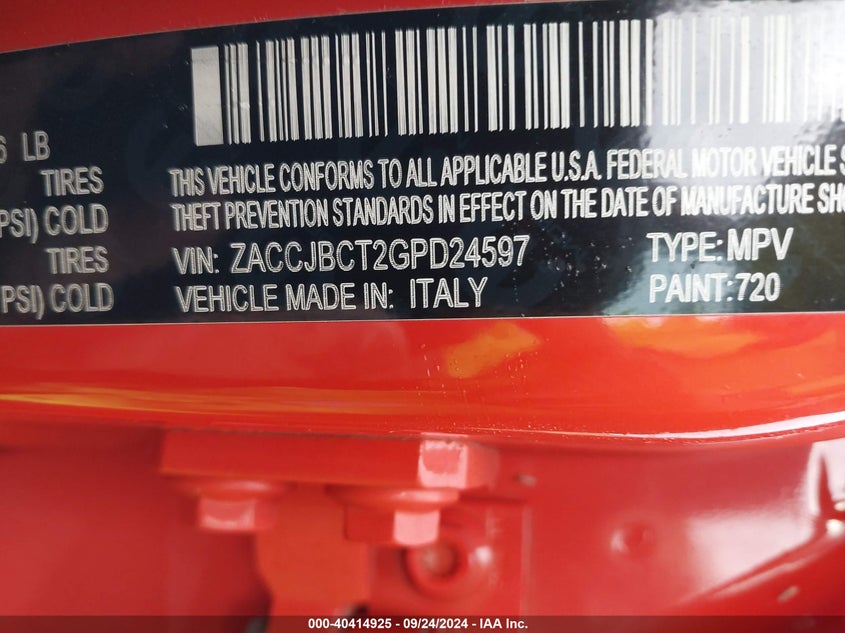 6 LB
TIRES
PSI) COLD
TIRES
(PSI) COLD
THIS VEHICLE CONFORMS TO ALL APPLICABLE U.S.A. FEDERAL MOTOR VEHICLE S
THEFT PREVENTION STANDARDS IN EFFECT ON THE DATE OF MANUFACTURE SHO
VIN: ZACCJBCT2GPD24597 TYPE: MPV
VEHICLE MADE IN: ITALY PAINT:720
000-40414925 - 09/24/2024 - IAA Inc.